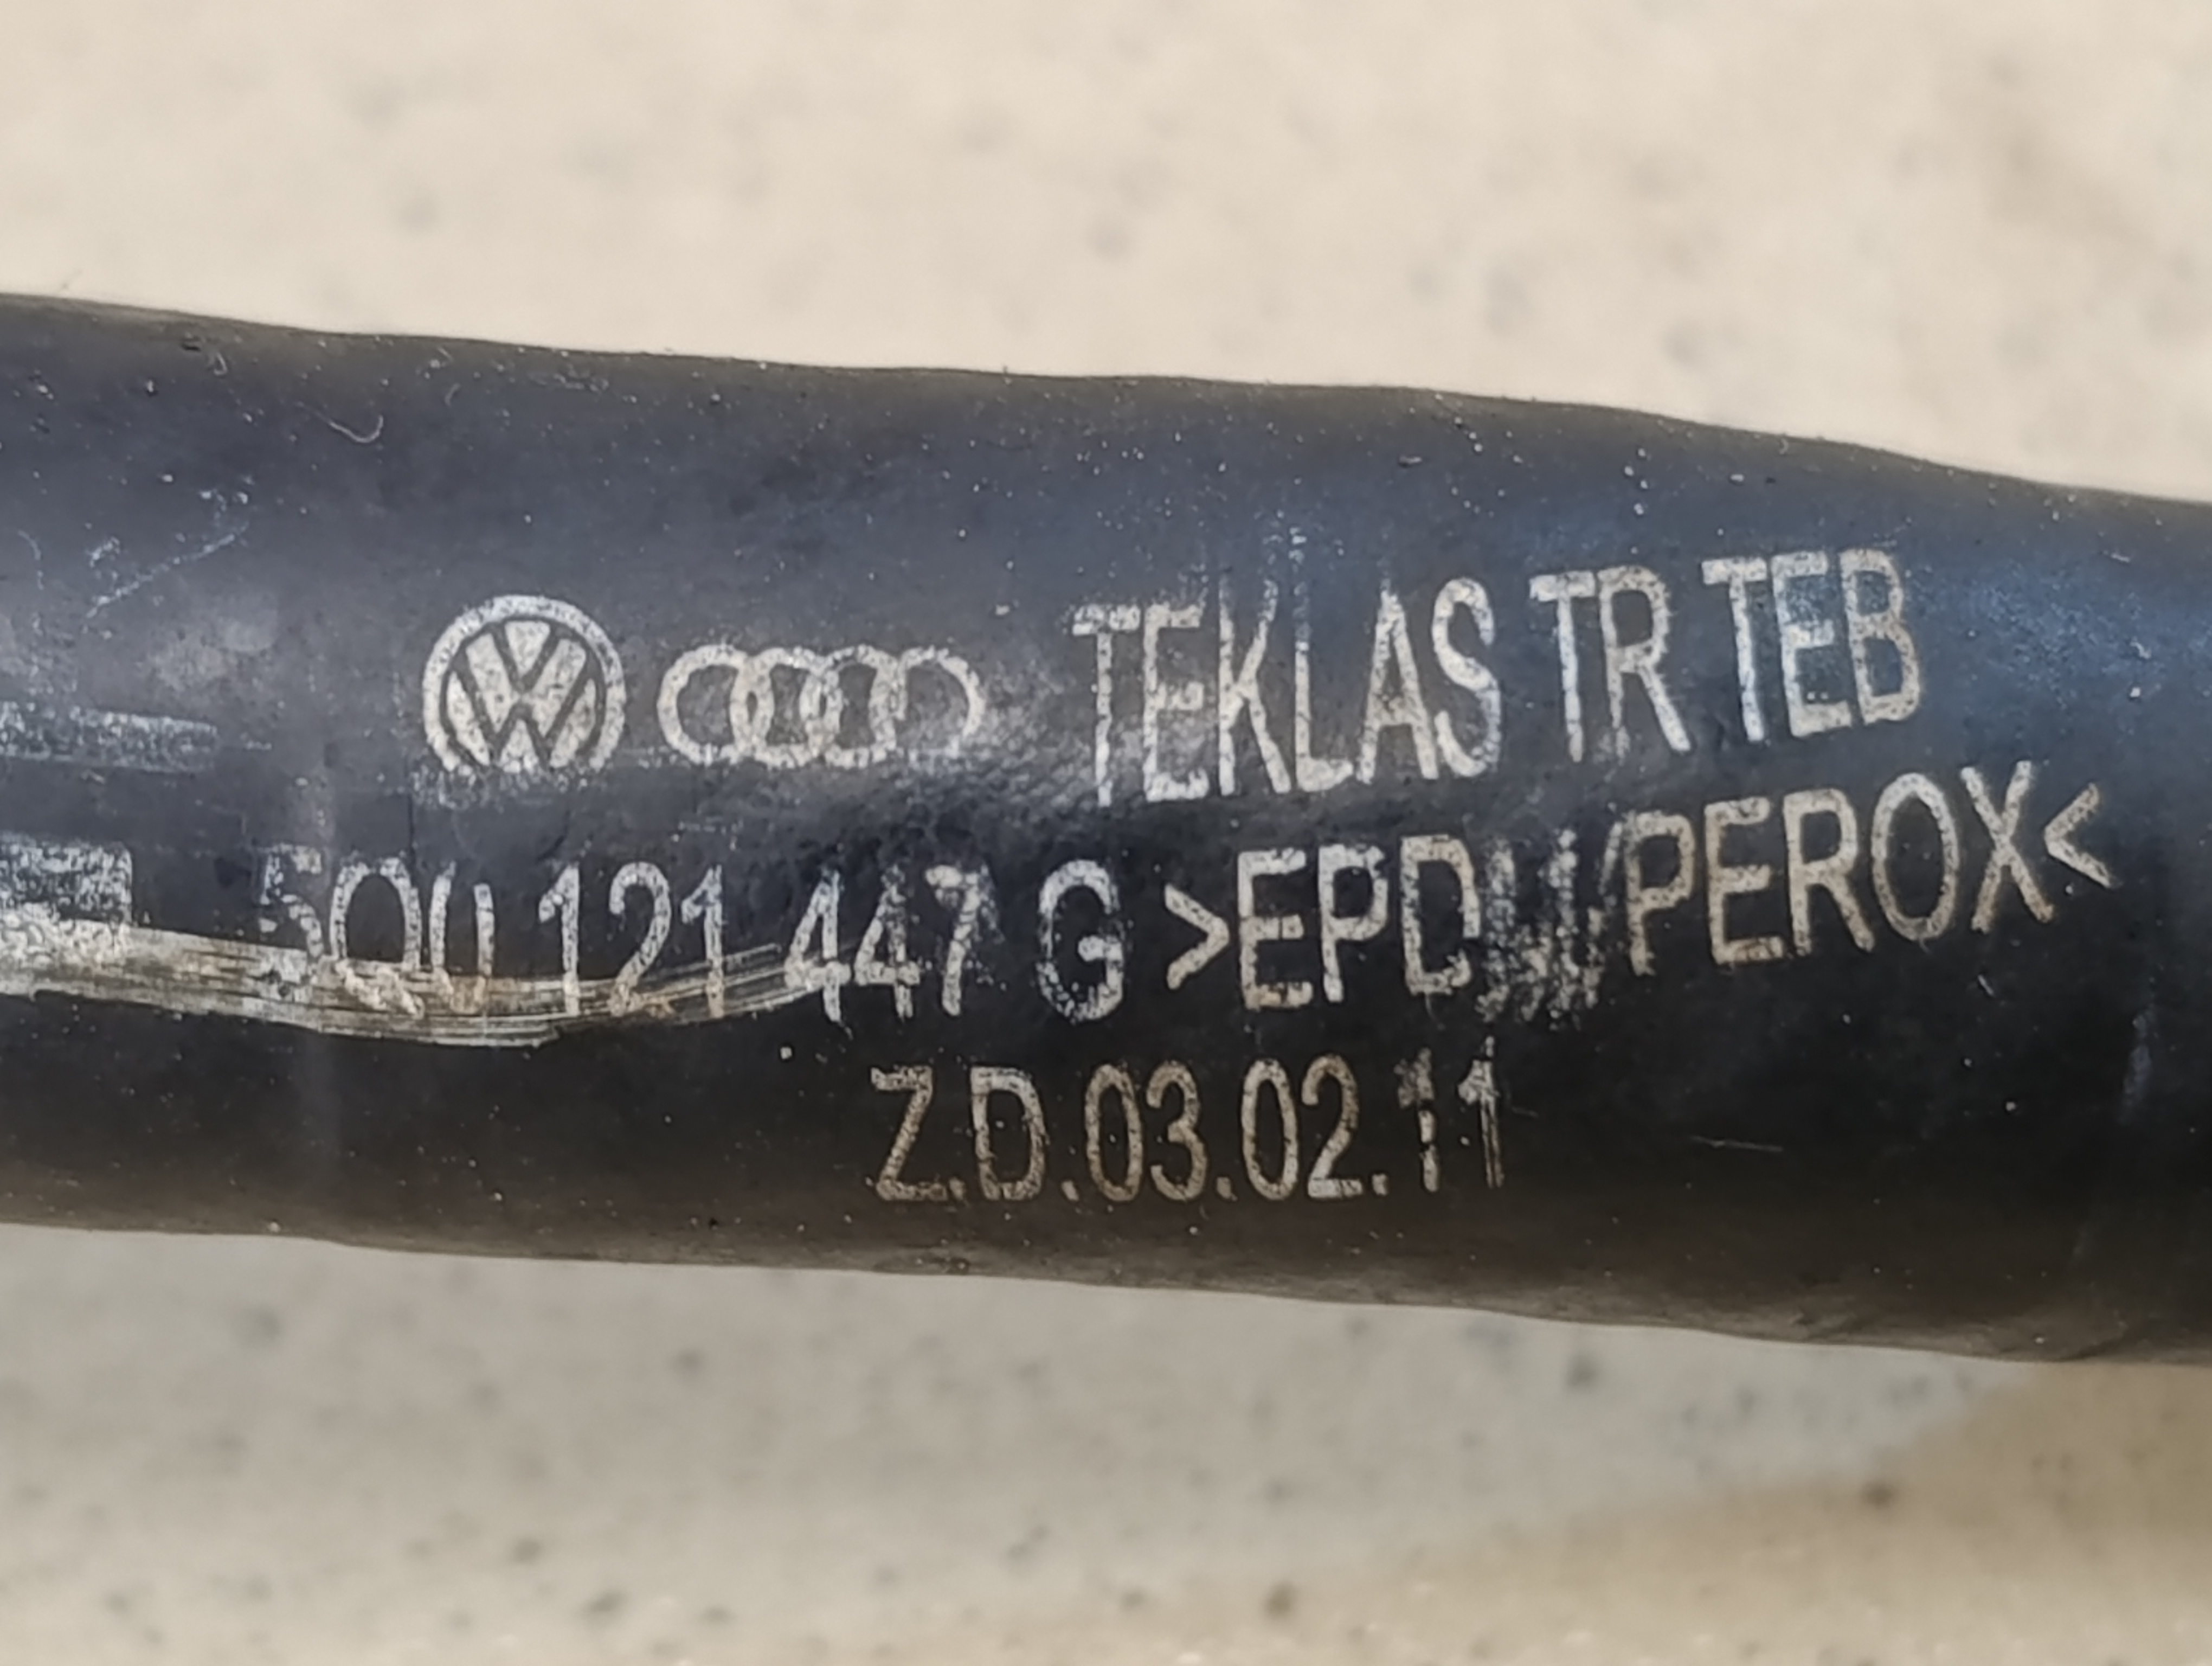 TEKLAS TR TEB
5Q0 121 447 G >EPDM/PEROX<
Z.D.03.02.11